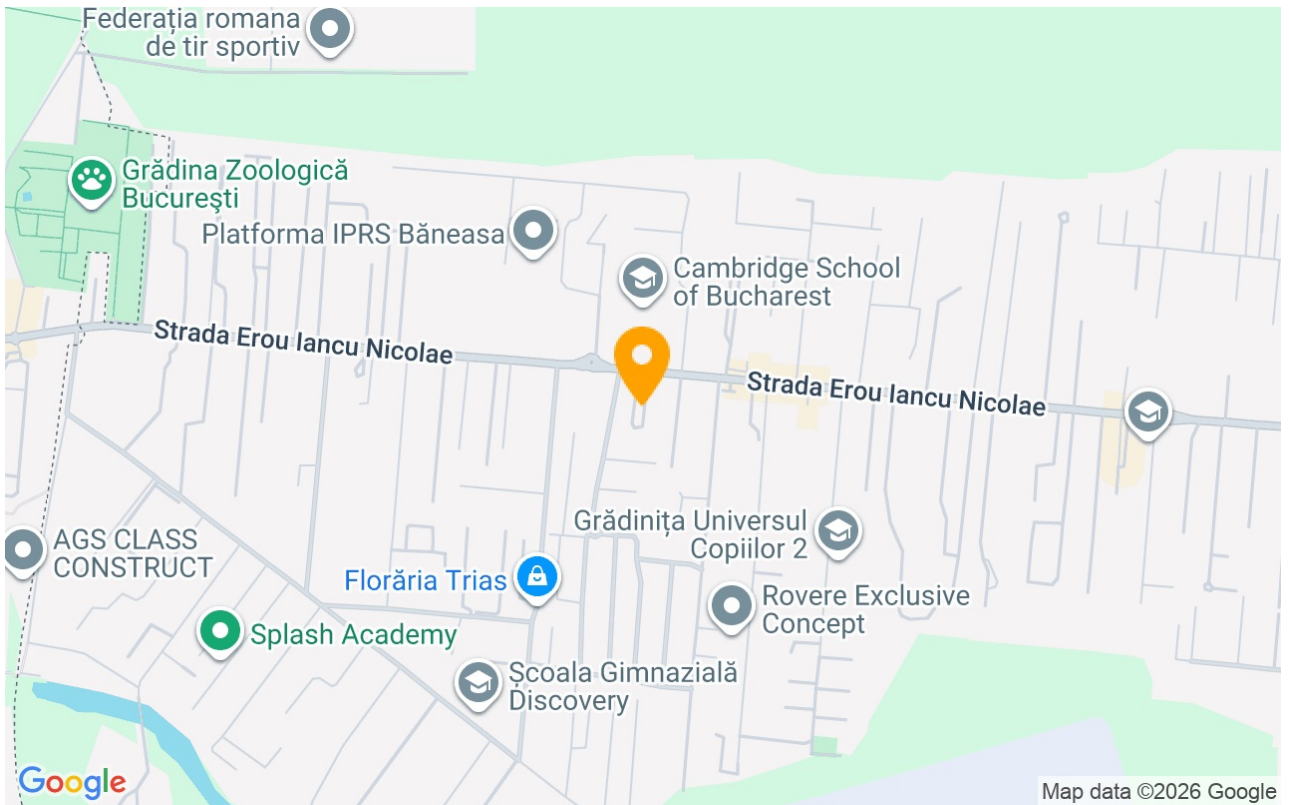 Federația romana
de tir sportiv
Grădina Zoologică
Bucureşti
Platforma IPRS Băneasa
Cambridge School
of Bucharest
Strada Erou Iancu Nicolae
Strada Erou Iancu Nicolae
Grădinița Universul
Copiilor 2
AGS CLASS
CONSTRUCT
Florăria Trias
Rovere Exclusive
Concept
Splash Academy
Școala Gimnazială
Discovery
Google
Map data ©2026 Google